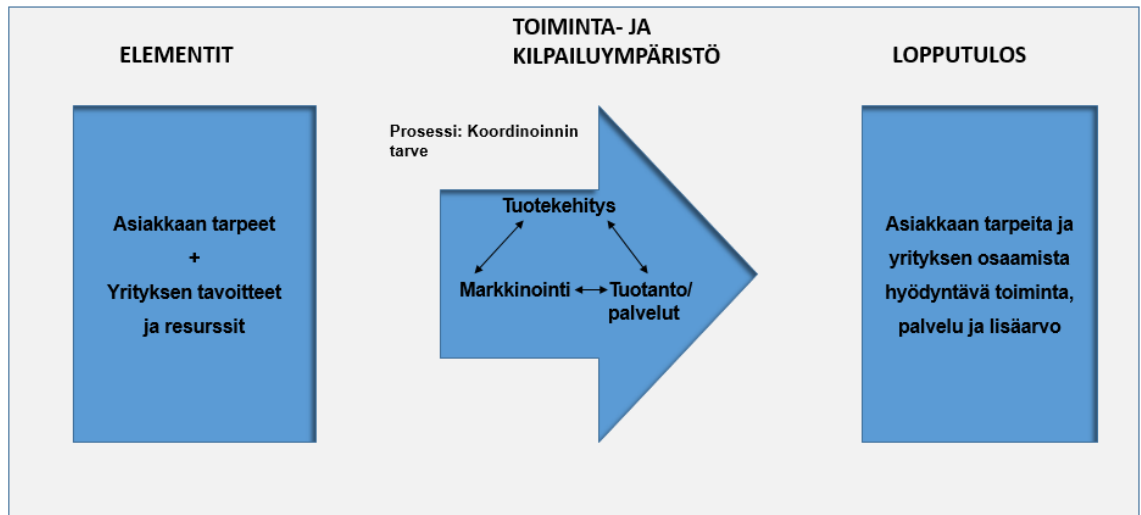 ELEMENTIT
Asiakkaan tarpeet
+
Yrityksen tavoitteet
ja resurssit
TOIMINTA- JA
KILPAILUYMPÄRISTÖ
Prosessi: Koordinoinnin
tarve
Tuotekehitys
Markkinointi
Tuotanto/
palvelut
LOPPUTULOS
Asiakkaan tarpeita ja
yrityksen osaamista
hyödyntävä toiminta,
palvelu ja lisäarvo